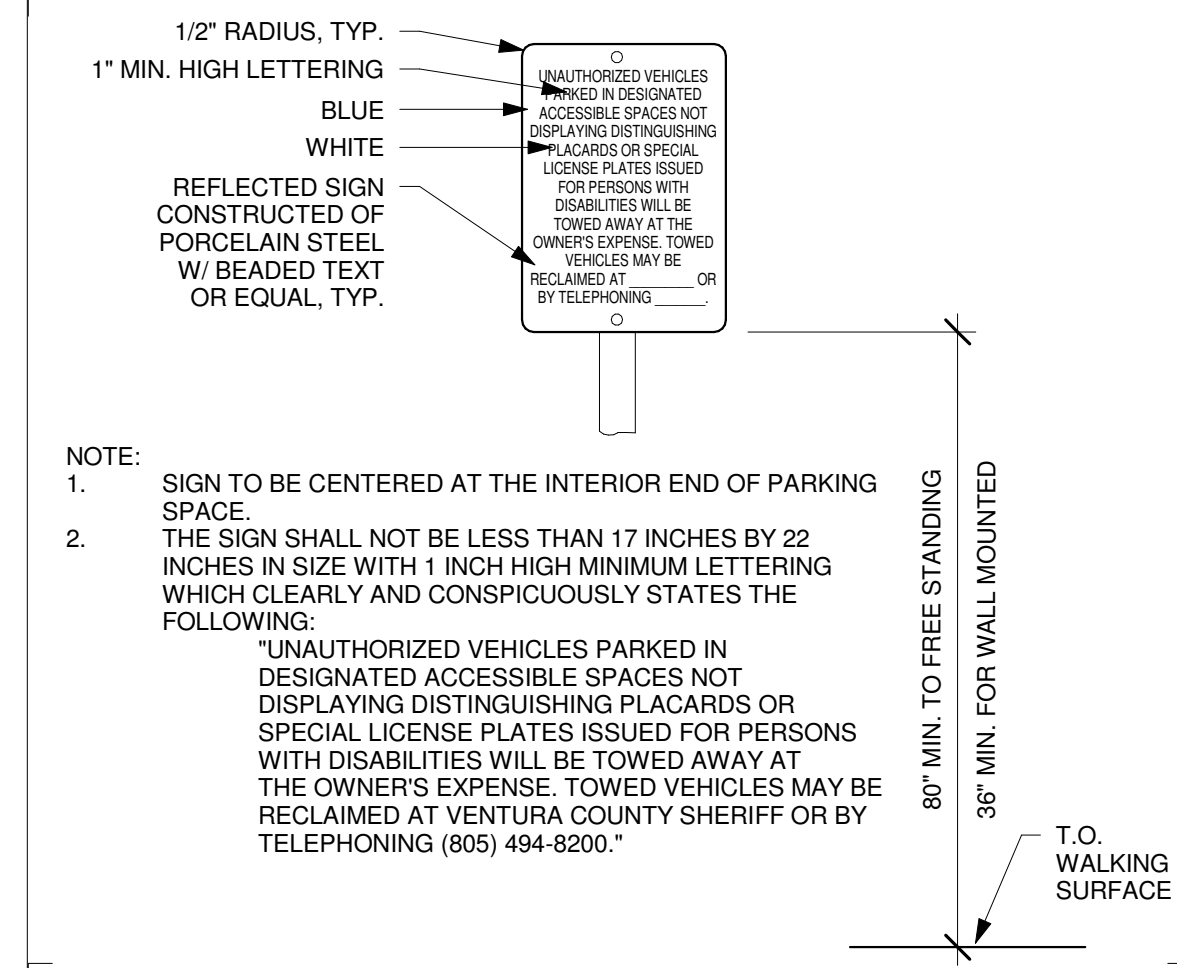 1/2" RADIUS, TYP.
1" MIN. HIGH LETTERING
BLUE
WHITE
REFLECTED SIGN
CONSTRUCTED OF
PORCELAIN STEEL
W/ BEADED TEXT
OR EQUAL, TYP.
UNAUTHORIZED VEHICLES
PARKED IN DESIGNATED
ACCESSIBLE SPACES NOT
DISPLAYING DISTINGUISHING
PLACARDS OR SPECIAL
LICENSE PLATES ISSUED
FOR PERSONS WITH
DISABILITIES WILL BE
TOWED AWAY AT THE
OWNER'S EXPENSE. TOWED
VEHICLES MAY BE
RECLAIMED AT _________ OR
BY TELEPHONING _______.
NOTE:
1. SIGN TO BE CENTERED AT THE INTERIOR END OF PARKING
SPACE.
2. THE SIGN SHALL NOT BE LESS THAN 17 INCHES BY 22
INCHES IN SIZE WITH 1 INCH HIGH MINIMUM LETTERING
WHICH CLEARLY AND CONSPICUOUSLY STATES THE
FOLLOWING:
"UNAUTHORIZED VEHICLES PARKED IN
DESIGNATED ACCESSIBLE SPACES NOT
DISPLAYING DISTINGUISHING PLACARDS OR
SPECIAL LICENSE PLATES ISSUED FOR PERSONS
WITH DISABILITIES WILL BE TOWED AWAY AT
THE OWNER'S EXPENSE. TOWED VEHICLES MAY BE
RECLAIMED AT VENTURA COUNTY SHERIFF OR BY
TELEPHONING (805) 494-8200."
80" MIN. TO FREE STANDING
36" MIN. FOR WALL MOUNTED
T.O.
WALKING
SURFACE